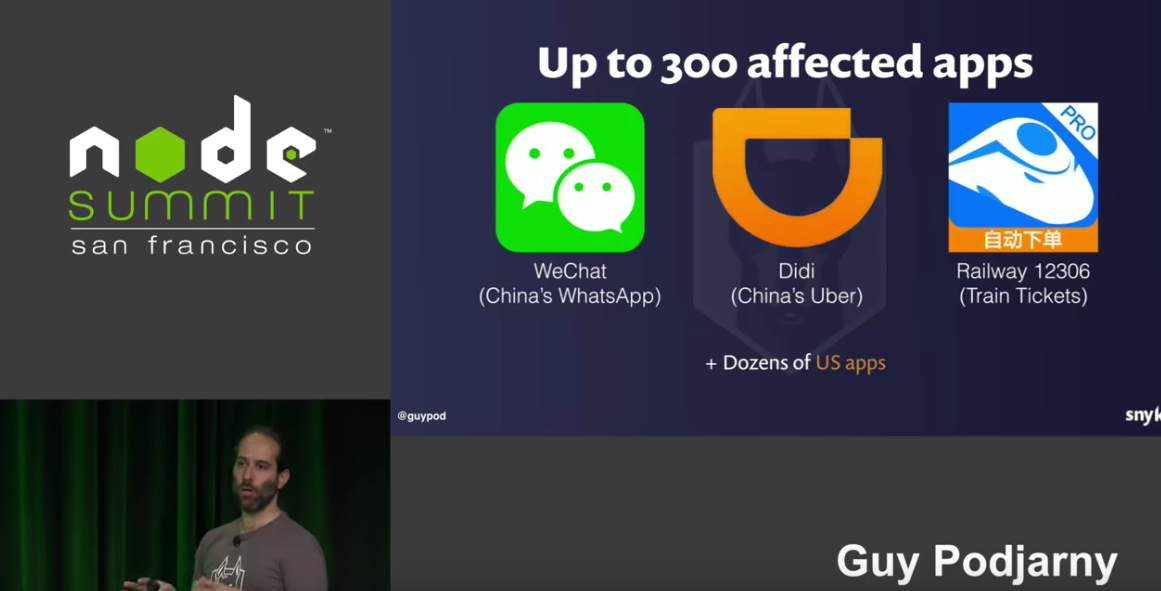 node™
SUMMIT
san francisco
Up to 300 affected apps
PRO
自动下单
WeChat
(China's WhatsApp)
Didi
(China's Uber)
Railway 12306
(Train Tickets)
+ Dozens of US apps
@guypod
snyk
Guy Podjarny